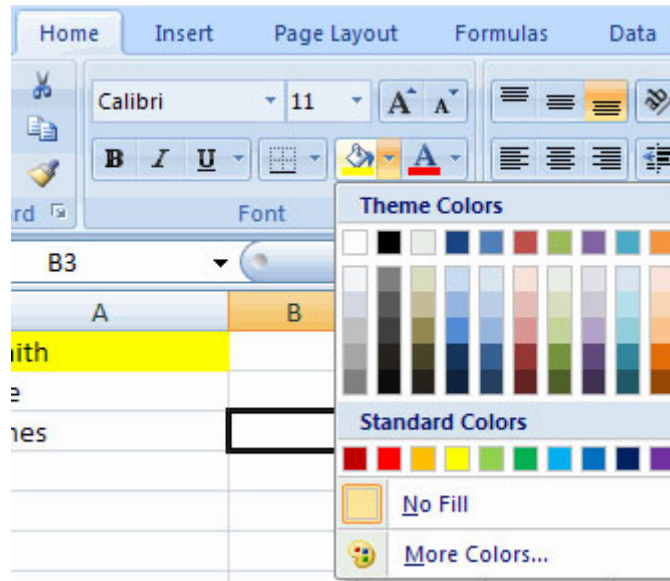 Home Insert Page Layout Formulas Data
Calibri 11 A A
B I U A
rd Font
Theme Colors
B3
A B
ith
e
nes
Standard Colors
No Fill
More Colors...